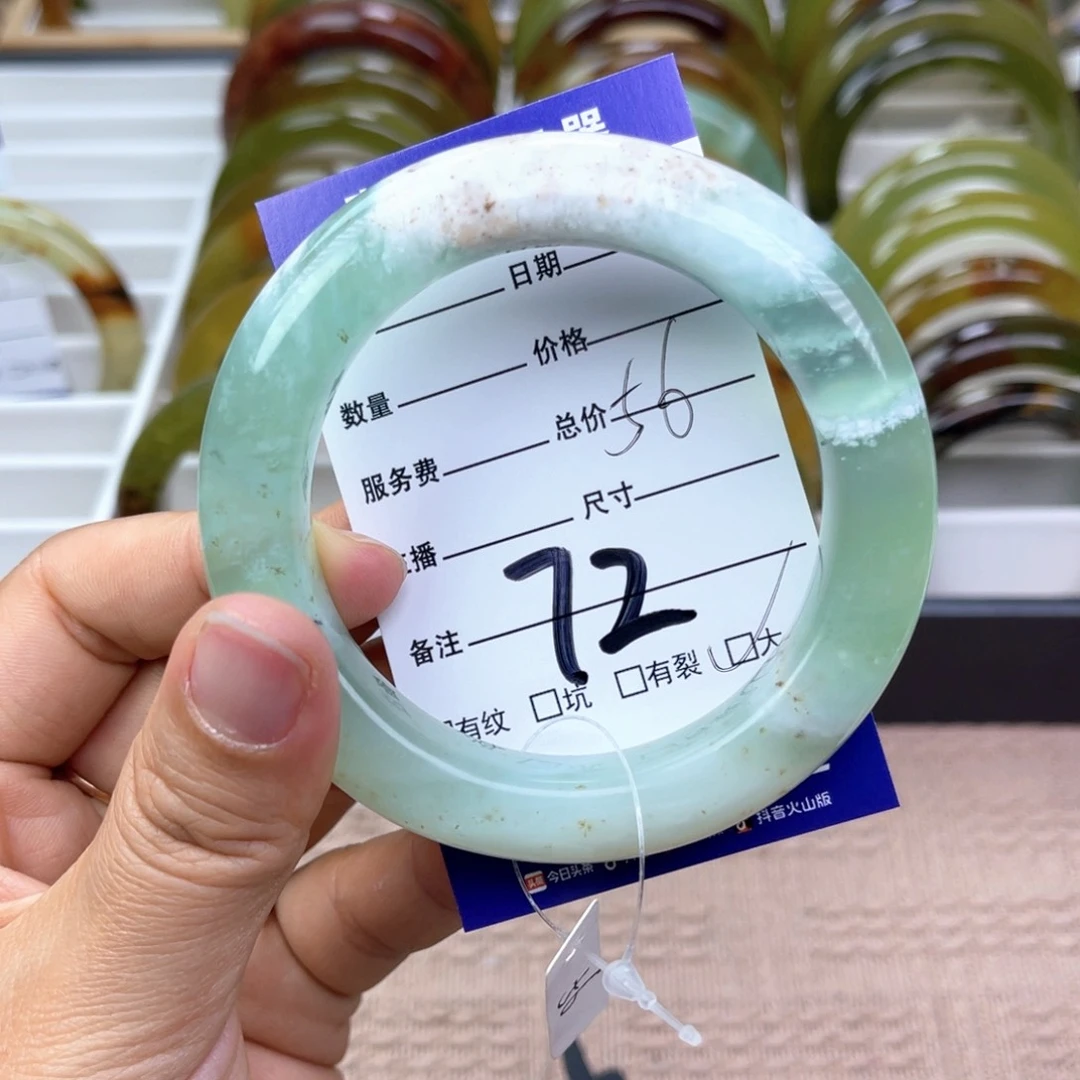 器
日期
价格
数量
总价 56
服务费
尺寸
播
72
备注
有纹 坑 有裂 大
抖音火山版
今日头条